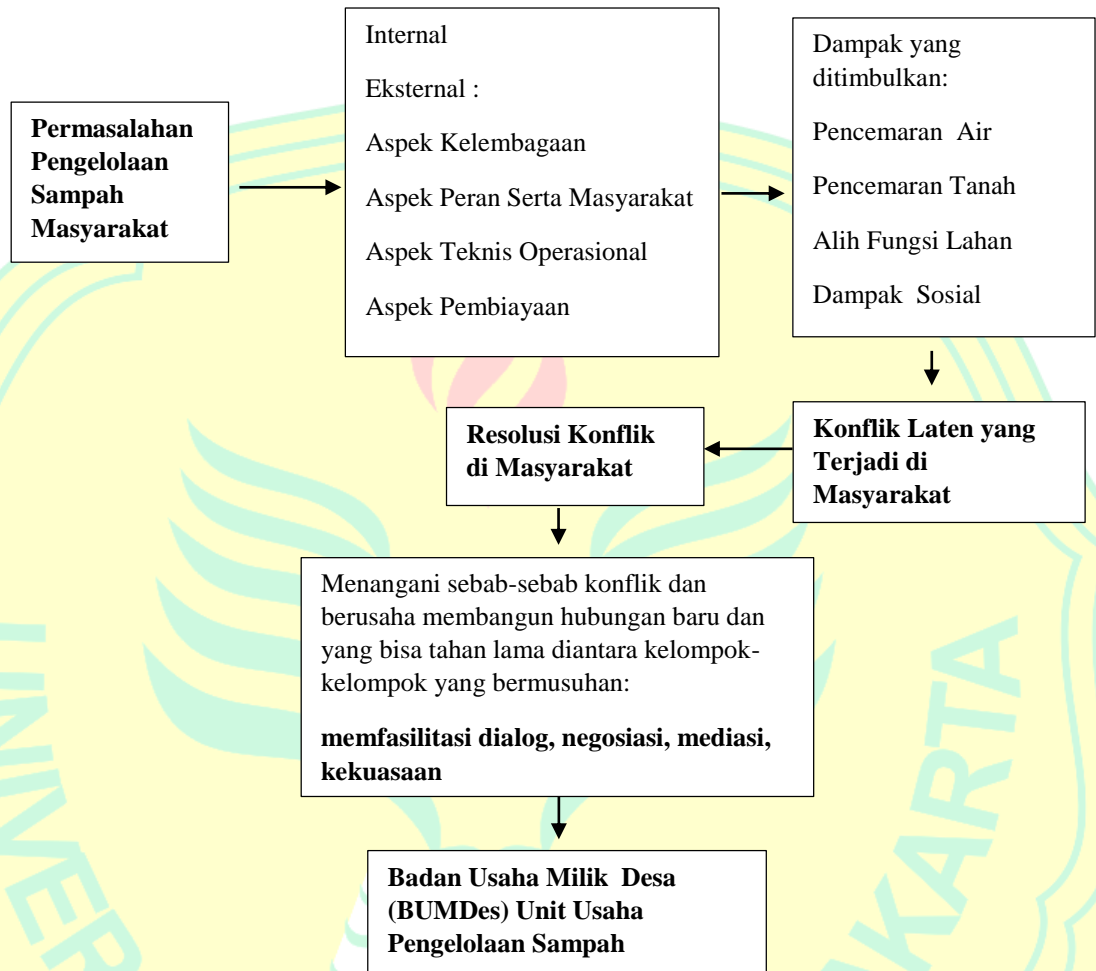 Permasalahan
Pengelolaan
Sampah
Masyarakat
Internal
Eksternal :
Aspek Kelembagaan
Aspek Peran Serta Masyarakat
Aspek Teknis Operasional
Aspek Pembiayaan
Dampak yang
ditimbulkan:
Pencemaran Air
Pencemaran Tanah
Alih Fungsi Lahan
Dampak Sosial
Konflik Laten yang
Terjadi di
Masyarakat
Resolusi Konflik
di Masyarakat
Menangani sebab-sebab konflik dan
berusaha membangun hubungan baru dan
yang bisa tahan lama diantara kelompok-
kelompok yang bermusuhan:
memfasilitasi dialog, negosiasi, mediasi,
kekuasaan
Badan Usaha Milik Desa
(BUMDes) Unit Usaha
Pengelolaan Sampah
UNIVER
KARTA